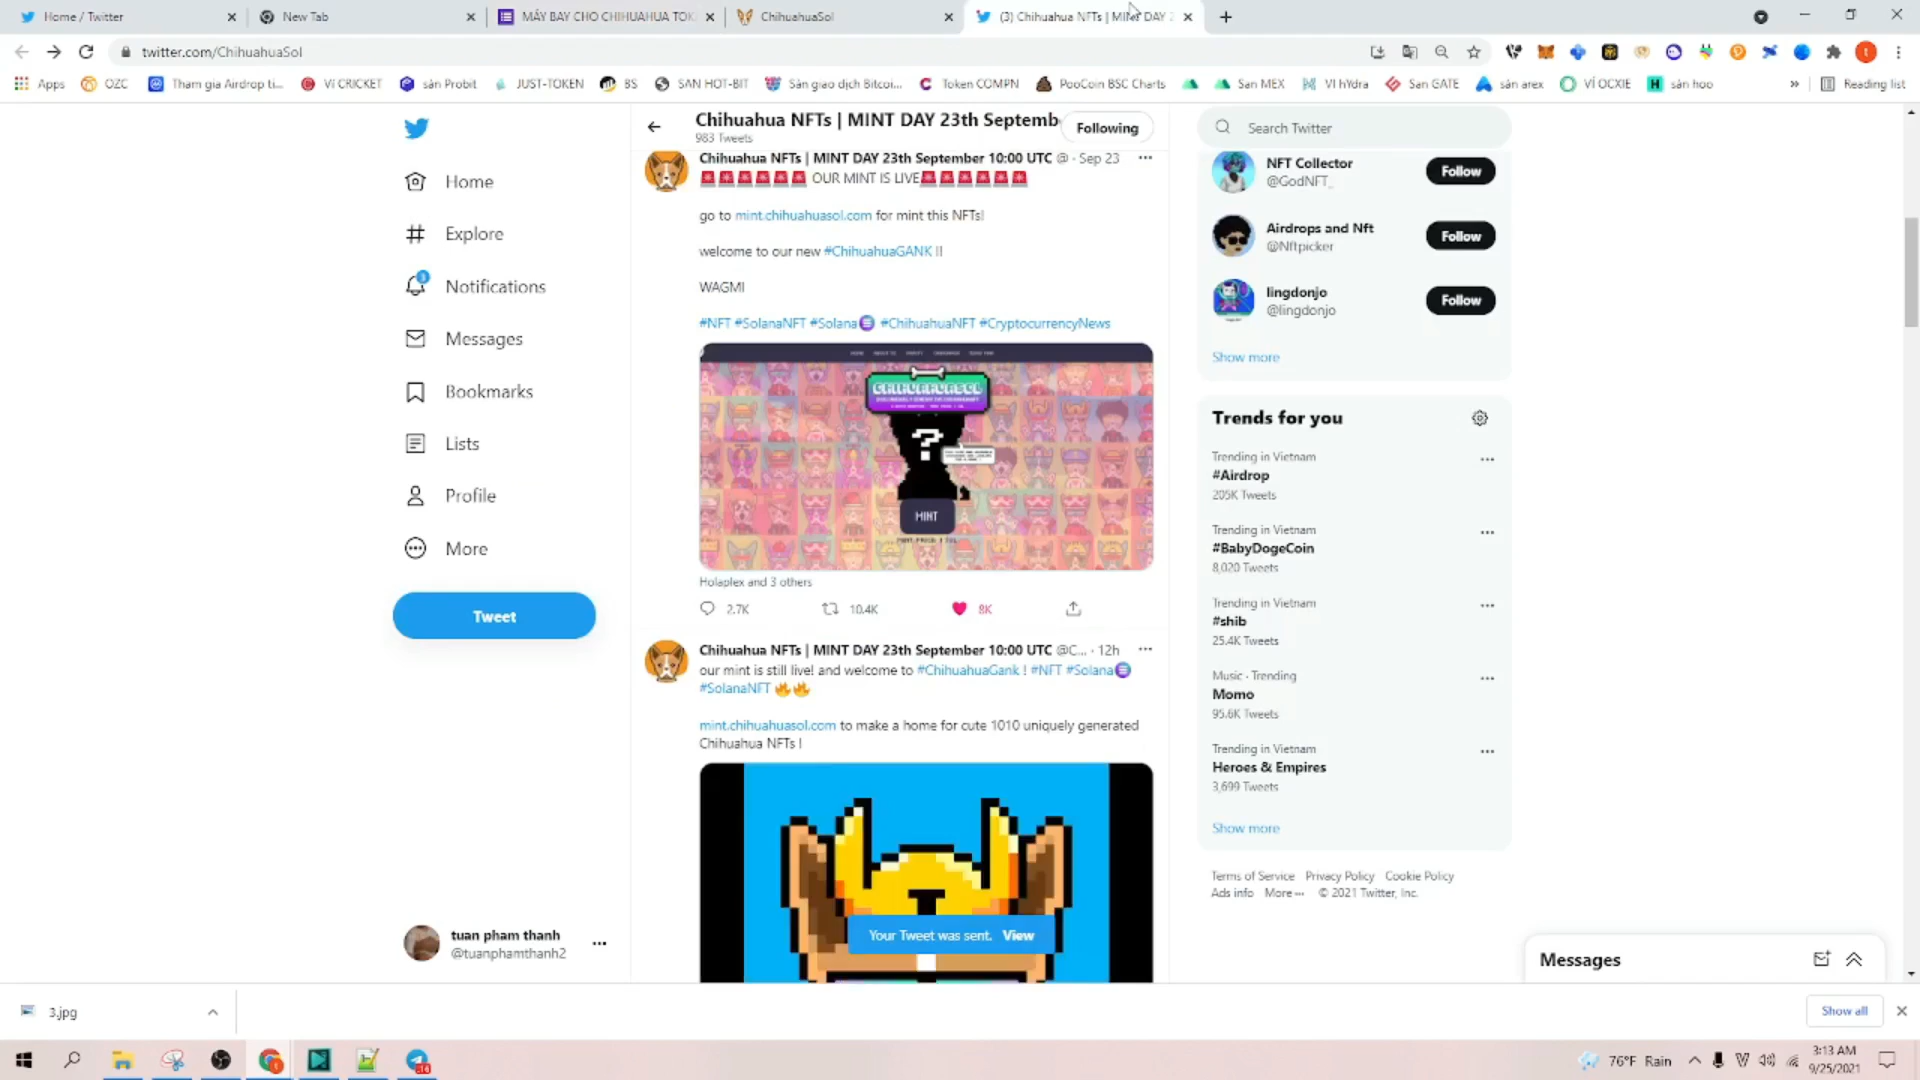 Home / Twitter
New Tab
MÁY BAY CHO CHIHUAHUA TOK
ChihuahuaSol
(3) Chihuahua NFTs | MINT DAY 2
twitter.com/ChihuahuaSol
Apps
OZC
Tham gia Airdrop ti...
VI CRICKET
sàn Probit
JUST-TOKEN
BS
SAN HOT-BIT
Sàn giao dịch Bitcoi...
Token COMPN
PooCoin BSC Charts
San MEX
VI hYdra
San GATE
sàn arex
VÍ OCXIE
sàn hoo
Reading list
Home
Explore
3
Notifications
Messages
Bookmarks
Lists
Profile
More
Tweet
tuan pham thanh
@tuanphamthanh2
Chihuahua NFTs | MINT DAY 23th Septemb
983 Tweets
Following
Chihuahua NFTs | MINT DAY 23th September 10:00 UTC @ · Sep 23
OUR MINT IS LIVE
go to mint.chihuahuasol.com for mint this NFTs!
welcome to our new #ChihuahuaGANK !!
WAGMI
#NFT #SolanaNFT #Solana #ChihuahuaNFT #CryptocurrencyNews
CHIHUAHUASOL
?
MINT
MINT PRICE 1 SOL
Holaplex and 3 others
2.7K
10.4K
8K
Chihuahua NFTs | MINT DAY 23th September 10:00 UTC @C... · 12h
our mint is still live! and welcome to #ChihuahuaGank ! #NFT #Solana
#SolanaNFT
mint.chihuahuasol.com to make a home for cute 1010 uniquely generated
Chihuahua NFTs !
Your Tweet was sent. View
Search Twitter
NFT Collector
@GodNFT_
Follow
Airdrops and Nft
@Nftpicker
Follow
lingdonjo
@lingdonjo
Follow
Show more
Trends for you
Trending in Vietnam
#Airdrop
205K Tweets
Trending in Vietnam
#BabyDogeCoin
8,020 Tweets
Trending in Vietnam
#shib
25.4K Tweets
Music · Trending
Momo
95.6K Tweets
Trending in Vietnam
Heroes & Empires
3,699 Tweets
Show more
Terms of Service Privacy Policy Cookie Policy
Ads info More ··· © 2021 Twitter, Inc.
Messages
3.jpg
Show all
76°F Rain
3:13 AM
9/25/2021